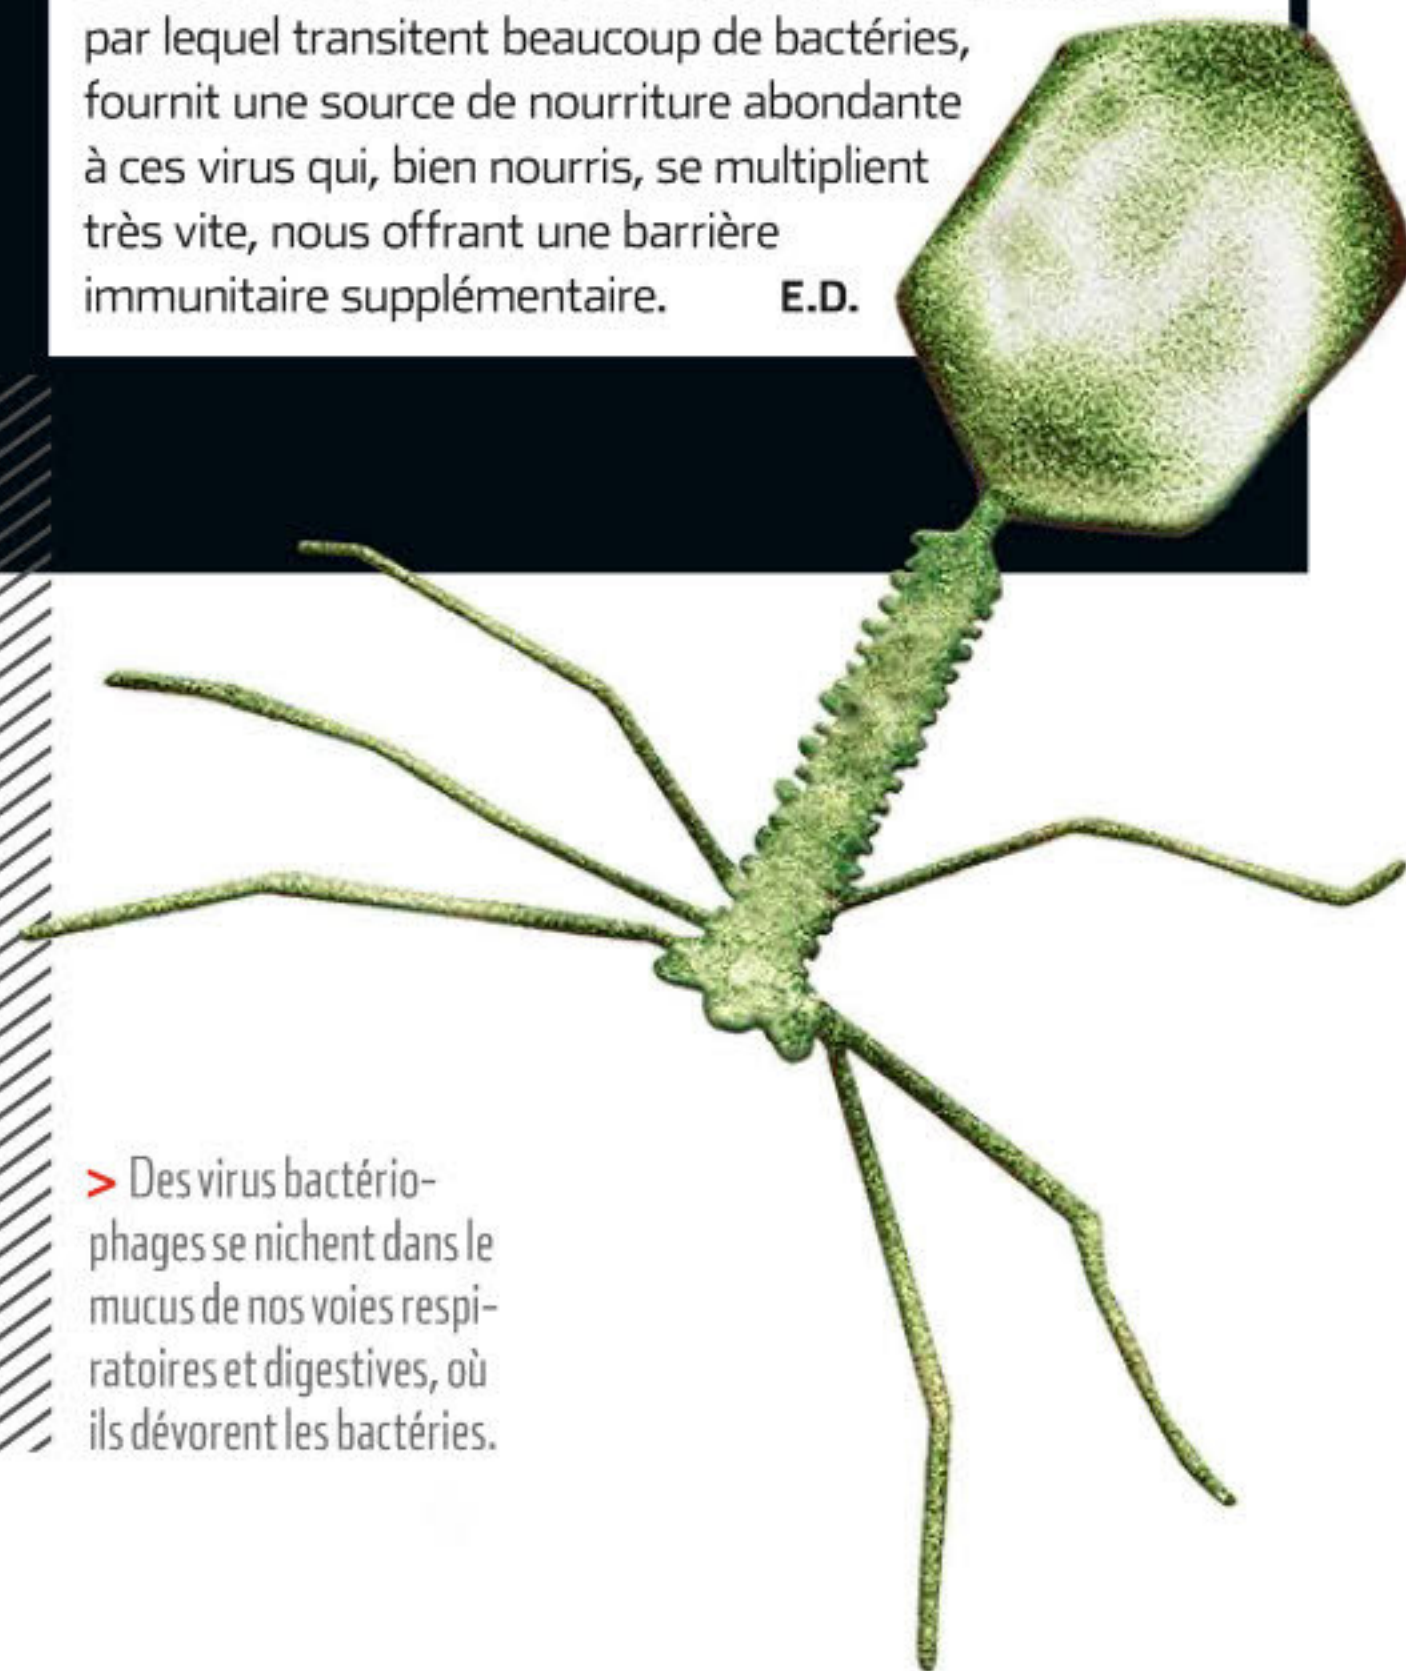 par lequel transitent beaucoup de bactéries,
fournit une source de nourriture abondante
à ces virus qui, bien nourris, se multiplient
très vite, nous offrant une barrière
immunitaire supplémentaire. E.D.
> Des virus bactério-
phages se nichent dans le
mucus de nos voies respi-
ratoires et digestives, où
ils dévorent les bactéries.